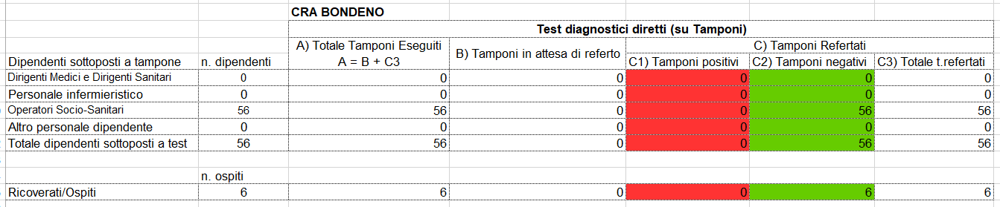 CRA BONDENO
Test diagnostici diretti (su Tamponi)
A) Totale Tamponi Eseguiti B) Tamponi in attesa di referto C) Tamponi Refertati
Dipendenti sottoposti a tampone n. dipendenti A = B + C3 C1) Tamponi positivi C2) Tamponi negativi C3) Totale t.refertati
Dirigenti Medici e Dirigenti Sanitari 0 0 0 0 0 0
Personale infermieristico 0 0 0 0 0 0
Operatori Socio-Sanitari 56 56 0 0 56 56
Altro personale dipendente 0 0 0 0 0 0
Totale dipendenti sottoposti a test 56 56 0 0 56 56
n. ospiti
Ricoverati/Ospiti 6 6 0 0 6 6